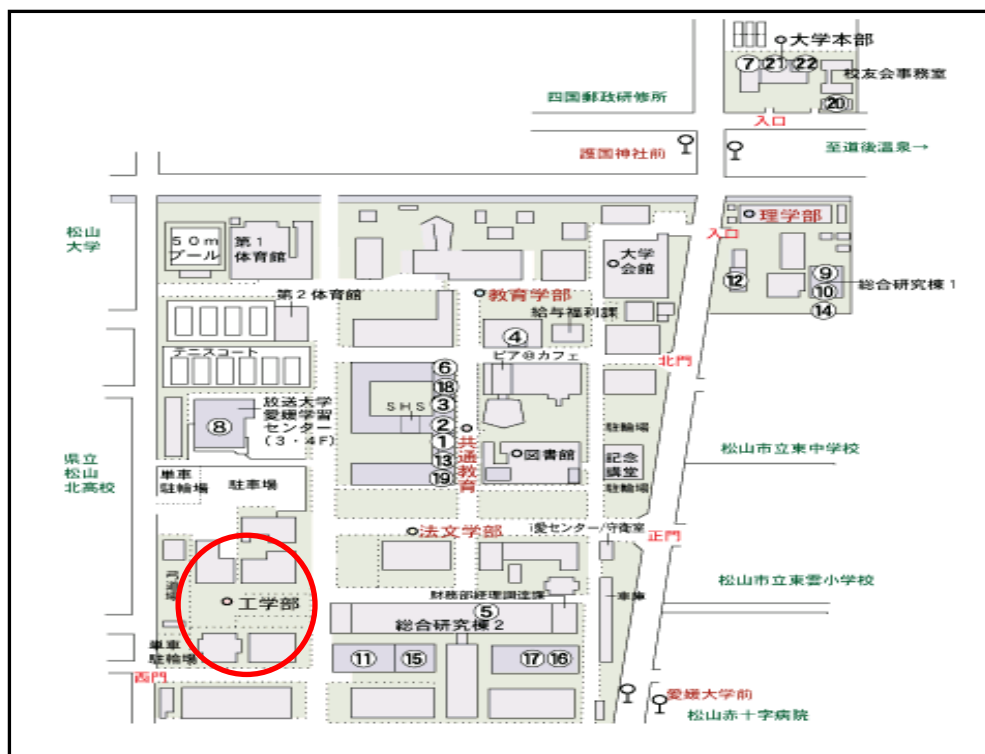 大学本部
⑦ ㉑ ㉒
校友会事務室
⑳
四国郵政研修所
入口
護国神社前
至道後温泉→
松山
大学
50m
プール
第1
体育館
大学
会館
入口
理学部
⑫
⑨
⑩
⑭
総合研究棟1
第2体育館
教育学部
給与福利課
④
ピア@カフェ
北門
テニスコート
⑥
⑱
③
②
①
⑬
⑲
SHS
共通教育
放送大学
愛媛学習
センター
(3・4F)
⑧
図書館
駐輪場
記念
講堂
駐輪場
松山市立東中学校
県立
松山
北高校
単車
駐輪場
駐車場
法文学部
i愛センター/守衛室
正門
弓道場
工学部
財務部経理調達課
車庫
松山市立東雲小学校
⑤
総合研究棟2
単車
駐輪場
⑪
⑮
⑰ ⑯
西門
愛媛大学前
松山赤十字病院